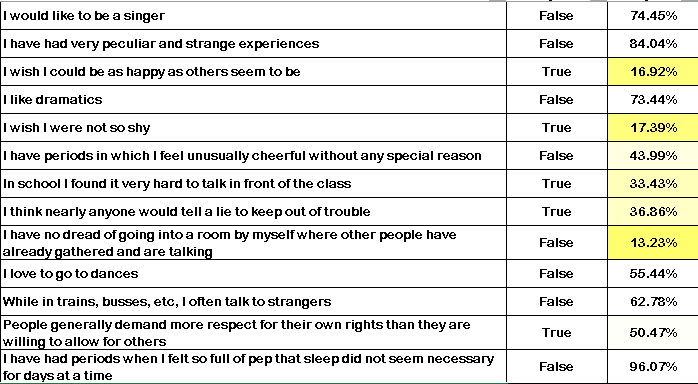 I would like to be a singer False 74.45%
I have had very peculiar and strange experiences False 84.04%
I wish I could be as happy as others seem to be True 16.92%
I like dramatics False 73.44%
I wish I were not so shy True 17.39%
I have periods in which I feel unusually cheerful without any special reason False 43.99%
In school I found it very hard to talk in front of the class True 33.43%
I think nearly anyone would tell a lie to keep out of trouble True 36.86%
I have no dread of going into a room by myself where other people have
already gathered and are talking False 13.23%
I love to go to dances False 55.44%
While in trains, busses, etc, I often talk to strangers False 62.78%
People generally demand more respect for their own rights than they are
willing to allow for others True 50.47%
I have had periods when I felt so full of pep that sleep did not seem necessary
for days at a time False 96.07%